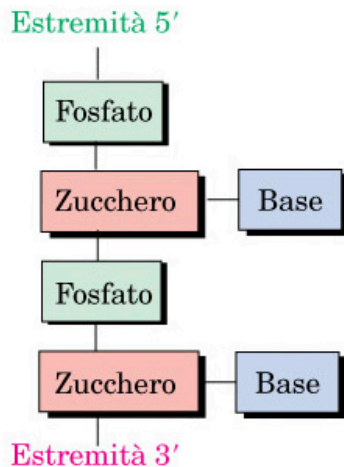 Estremità 5′
Fosfato
Zucchero Base
Fosfato
Zucchero Base
Estremità 3′